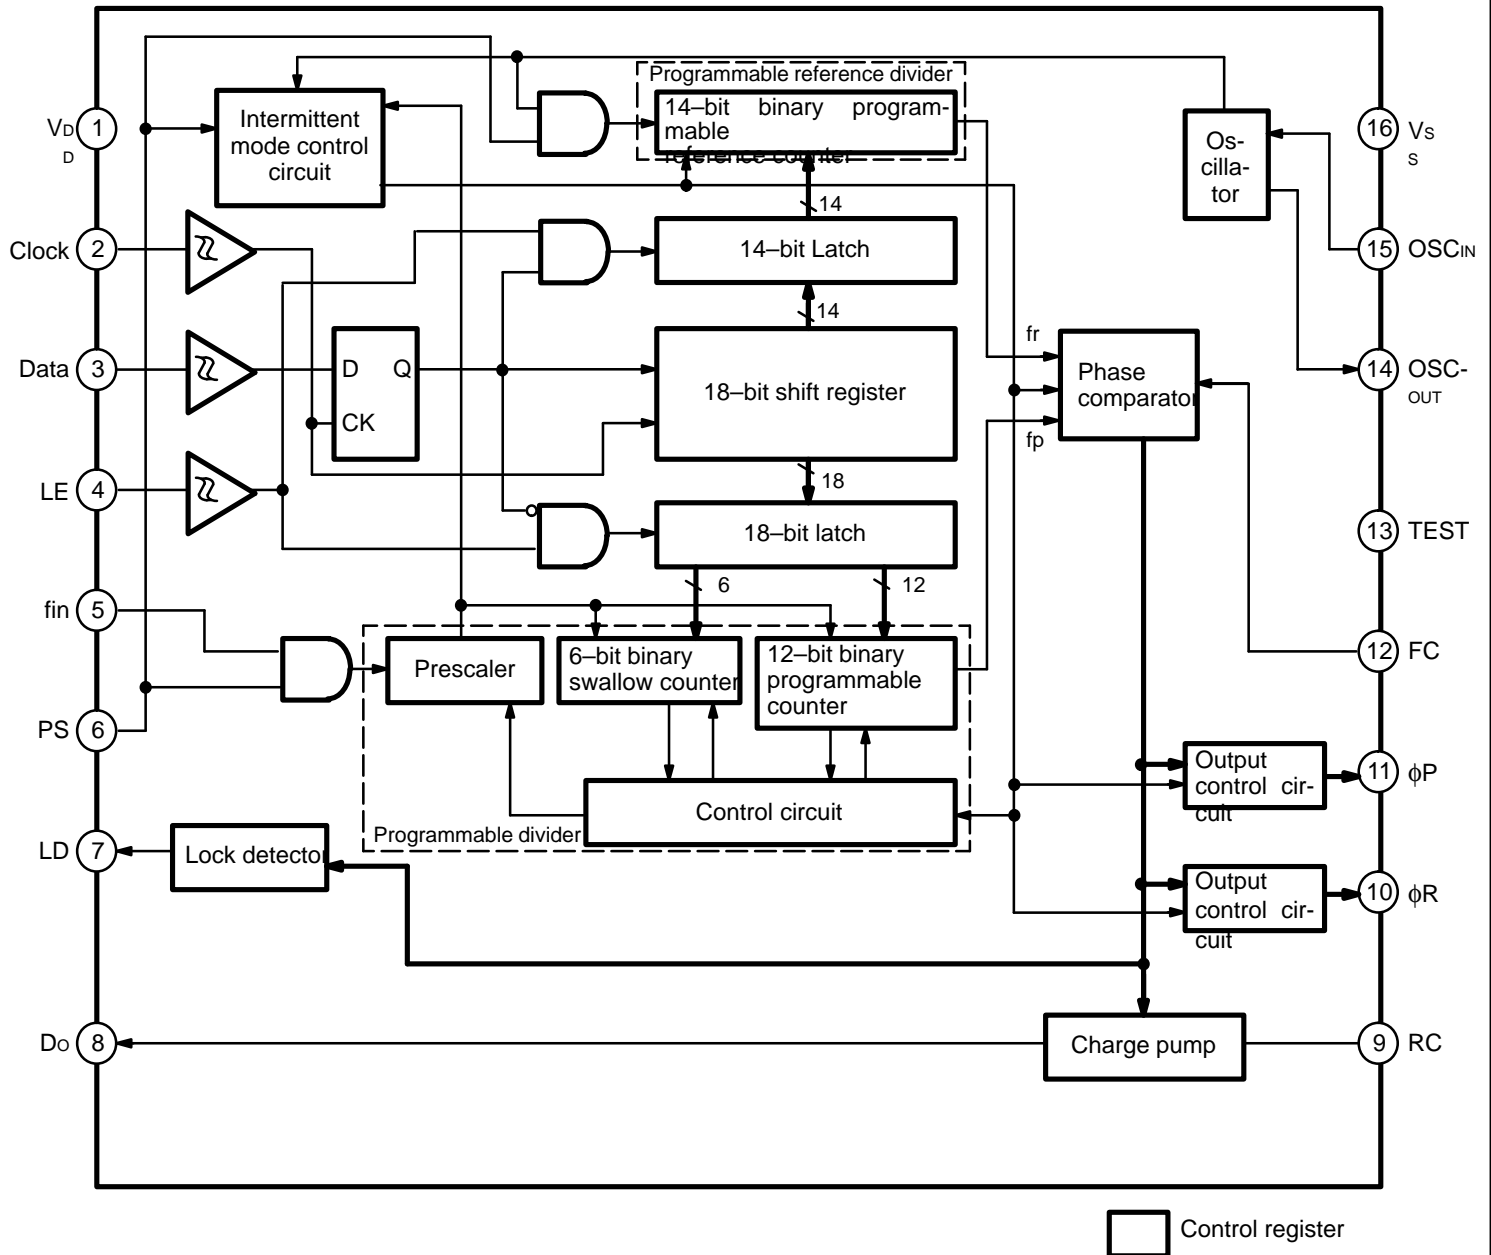 Programmable reference divider
14–bit binary program-
mable
reference counter
Intermittent
mode control
circuit
VD
D
1
16
VS
S
Os-
cilla-
tor
14
Clock
2
14–bit Latch
15
OSCIN
14
fr
Data
3
D
Q
CK
18–bit shift register
Phase
comparator
14
OSC-
OUT
fp
LE
4
18
18–bit latch
13
TEST
6
12
fin
5
Prescaler
6–bit binary
swallow counter
12–bit binary
programmable
counter
12
FC
PS
6
Output
control cir-
cuit
11
ϕP
Control circuit
Programmable divider
LD
7
Lock detector
Output
control cir-
cuit
10
ϕR
DO
8
Charge pump
9
RC
Control register